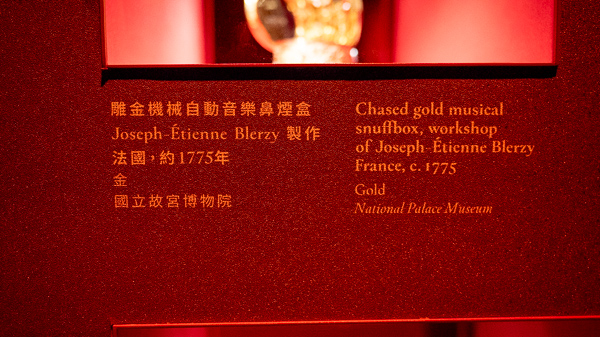 雕金機械自動音樂鼻煙盒
Joseph-Étienne Blerzy 製作
法國，約1775年
金
國立故宮博物院
Chased gold musical
snuffbox, workshop
of Joseph-Étienne Blerzy
France, c. 1775
Gold
National Palace Museum